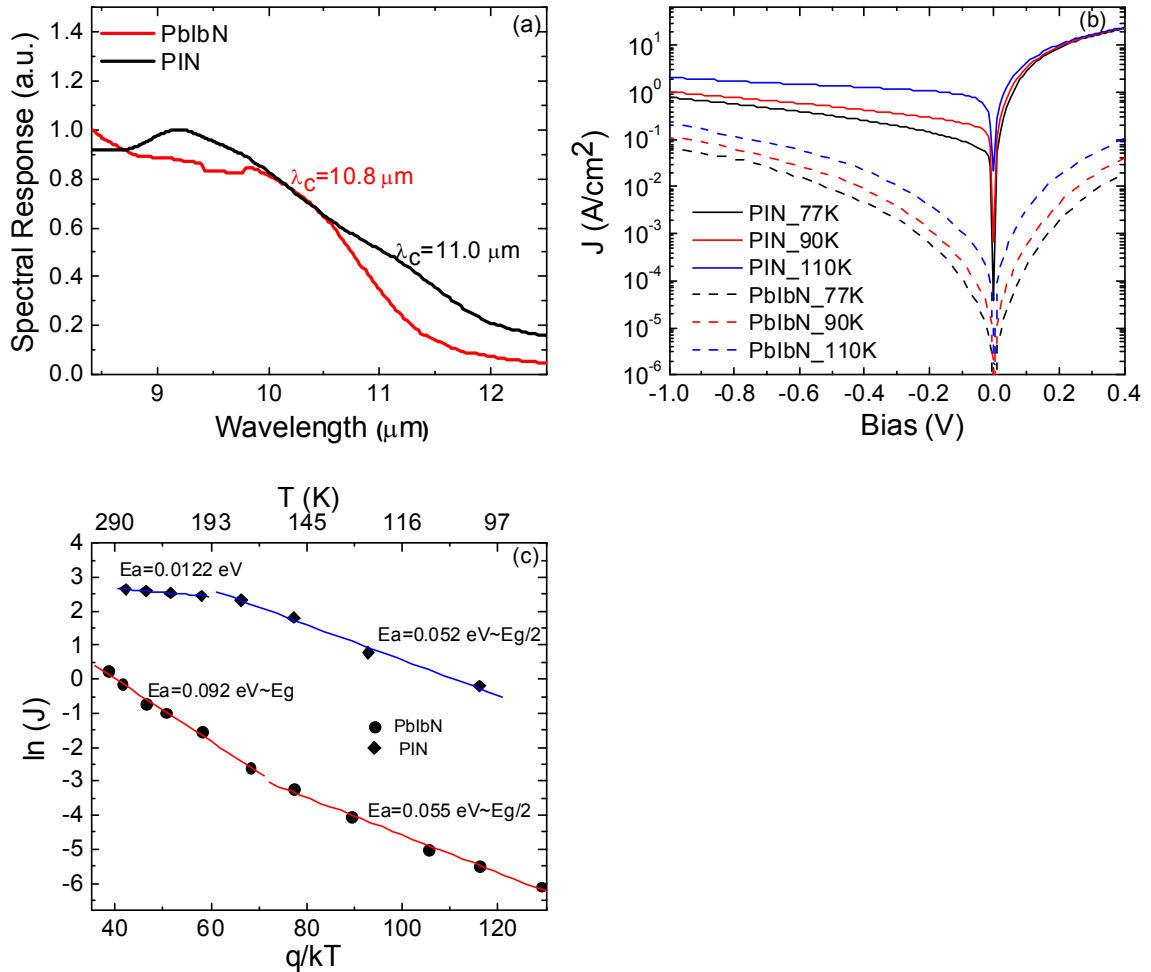 (a)
PbIbN
PIN
1.4
1.2
1.0
0.8
0.6
0.4
0.2
0.0
Spectral Response (a.u.)
λC=10.8 μm
λC=11.0 μm
9 10 11 12
Wavelength (μm)
(b)
10^1
10^0
10^-1
10^-2
10^-3
10^-4
10^-5
10^-6
J (A/cm^2)
PIN_77K
PIN_90K
PIN_110K
PbIbN_77K
PbIbN_90K
PbIbN_110K
-1.0 -0.8 -0.6 -0.4 -0.2 0.0 0.2 0.4
Bias (V)
T (K)
290 193 145 116 97
(c)
4
3
2
1
0
-1
-2
-3
-4
-5
-6
ln (J)
Ea=0.0122 eV
Ea=0.052 eV~Eg/2
Ea=0.092 eV~Eg
PbIbN
PIN
Ea=0.055 eV~Eg/2
40 60 80 100 120
q/kT